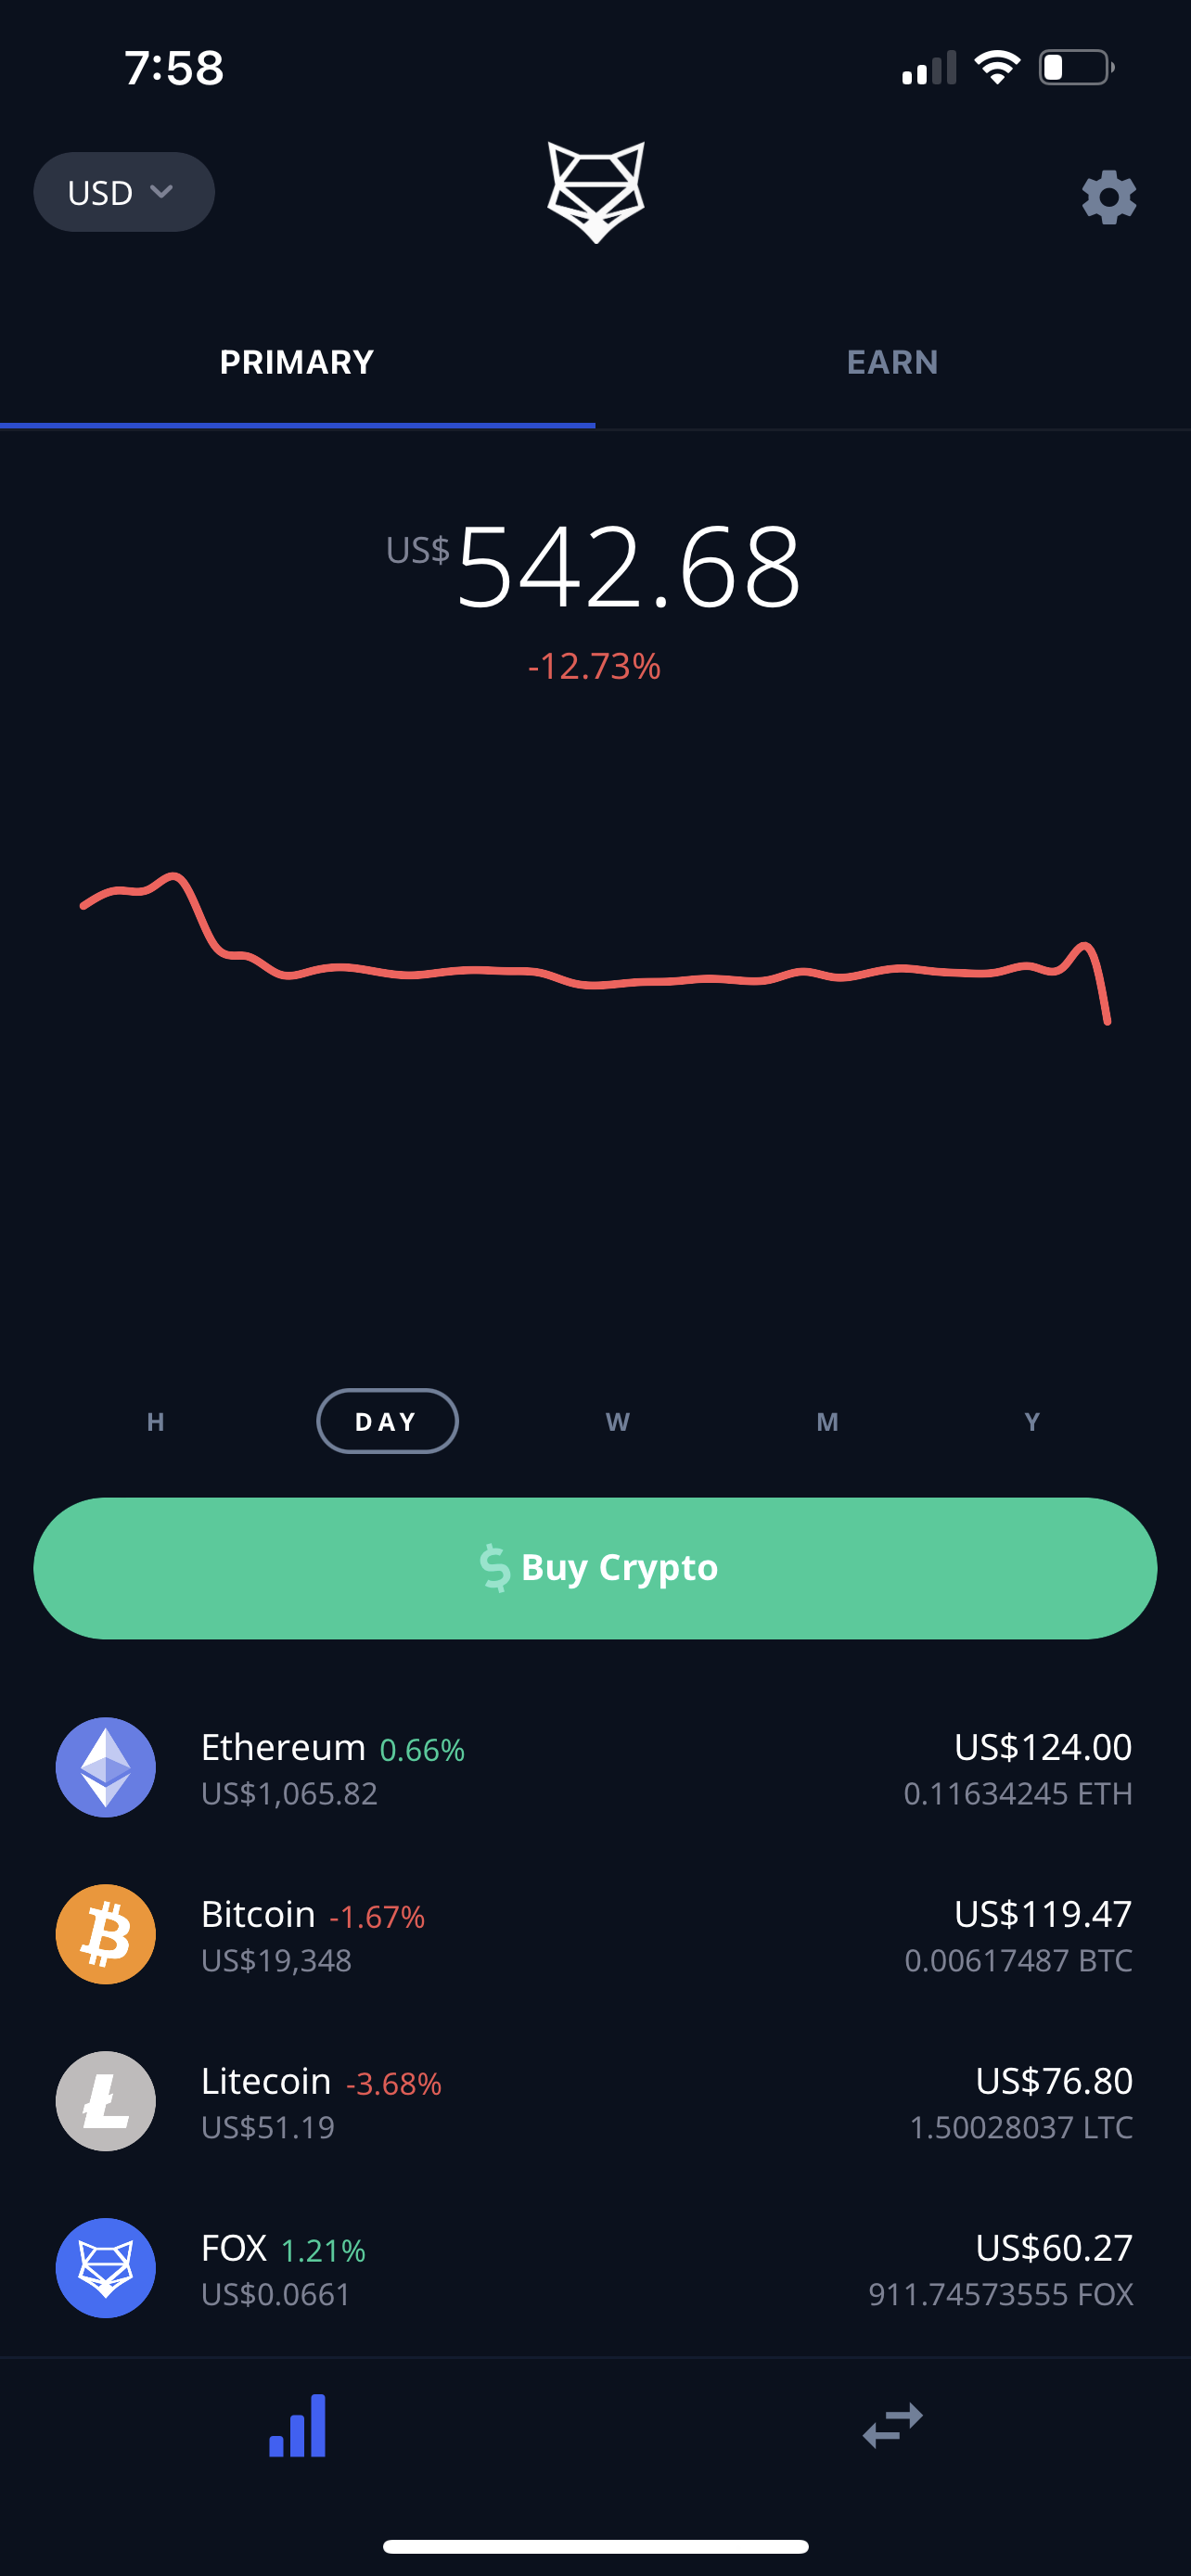 7:58
USD
PRIMARY
EARN
US$542.68
-12.73%
H
DAY
W
M
Y
$ Buy Crypto
Ethereum 0.66%
US$124.00
US$1,065.82
0.11634245 ETH
Bitcoin -1.67%
US$119.47
US$19,348
0.00617487 BTC
Litecoin -3.68%
US$76.80
US$51.19
1.50028037 LTC
FOX 1.21%
US$60.27
US$0.0661
911.74573555 FOX